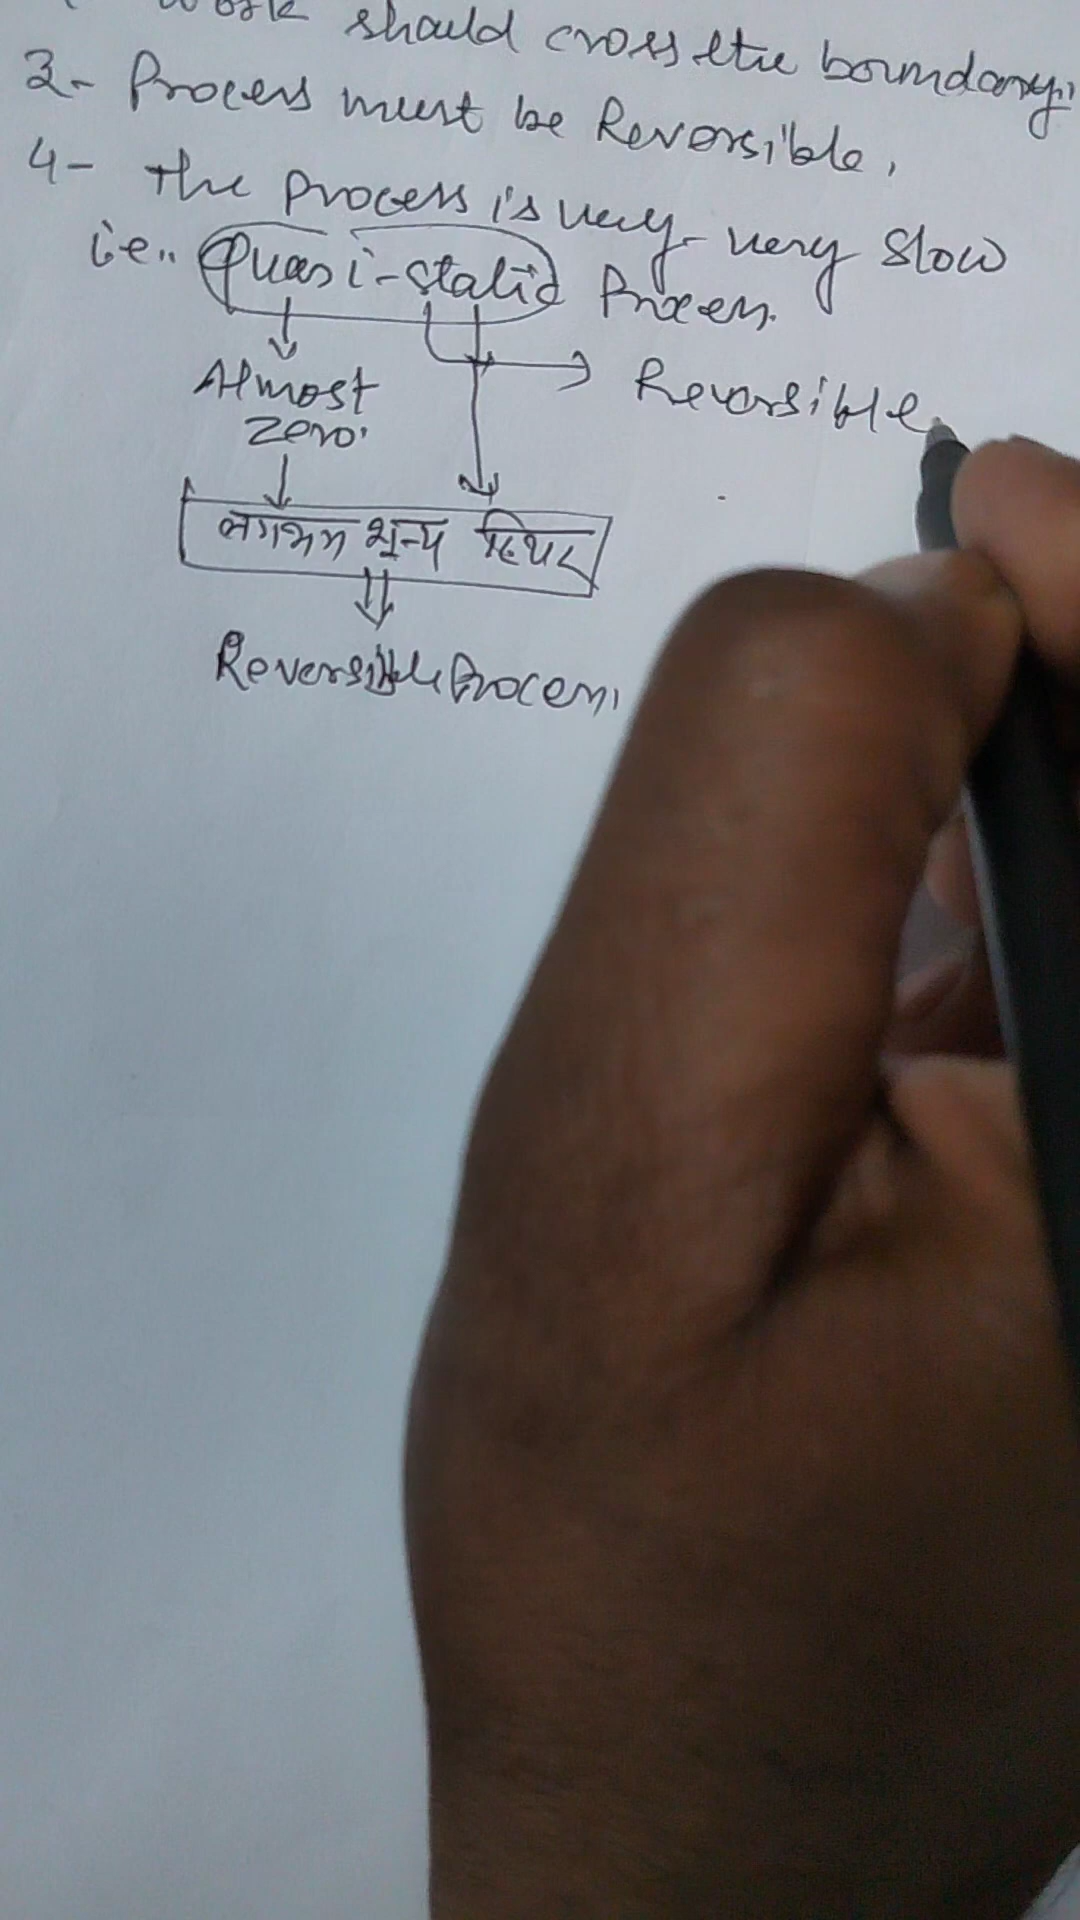 work should cross the boundary.
3- Process must be Reversible.
4- the process is very very slow
i.e.. Quasi-static Process.
Reversible
Almost
zero.
लगभग शून्य स्थिर
Reversible Process,